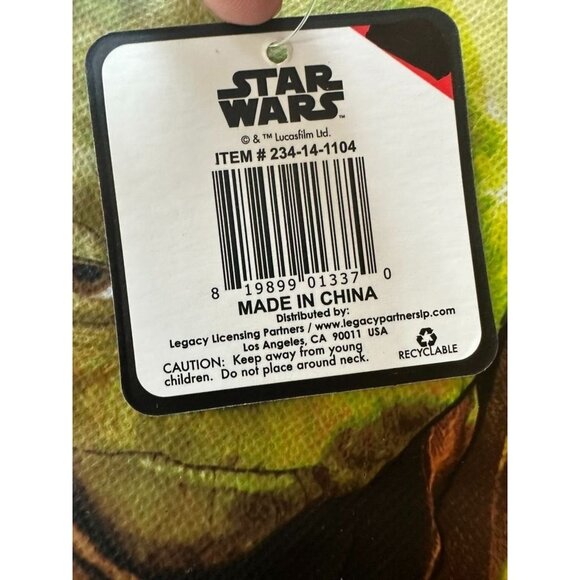 STAR
WARS™
© & ™ Lucasfilm Ltd.
ITEM # 234-14-1104
8 19899 01337 0
MADE IN CHINA
Distributed by:
Legacy Licensing Partners / www.legacypartnerslp.com
Los Angeles, CA 90011 USA
CAUTION: Keep away from young
children. Do not place around neck.
RECYCLABLE